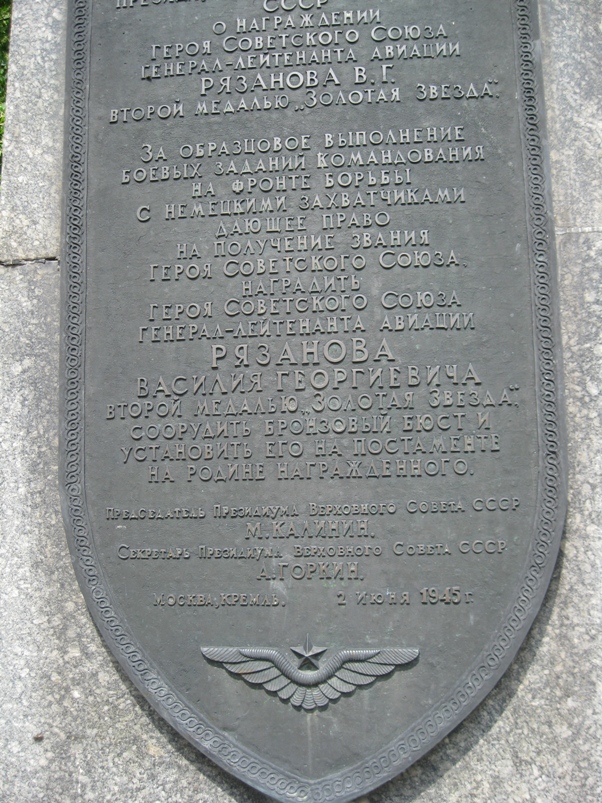 СССР
О НАГРАЖДЕНИИ
ГЕРОЯ СОВЕТСКОГО СОЮЗА
ГЕНЕРАЛ-ЛЕЙТЕНАНТА АВИАЦИИ
РЯЗАНОВА В.Г.
ВТОРОЙ МЕДАЛЬЮ „ЗОЛОТАЯ ЗВЕЗДА".
ЗА ОБРАЗЦОВОЕ ВЫПОЛНЕНИЕ
БОЕВЫХ ЗАДАНИЙ КОМАНДОВАНИЯ
НА ФРОНТЕ БОРЬБЫ
С НЕМЕЦКИМИ ЗАХВАТЧИКАМИ
ДАЮЩЕЕ ПРАВО
НА ПОЛУЧЕНИЕ ЗВАНИЯ
ГЕРОЯ СОВЕТСКОГО СОЮЗА,
НАГРАДИТЬ
ГЕРОЯ СОВЕТСКОГО СОЮЗА
ГЕНЕРАЛ-ЛЕЙТЕНАНТА АВИАЦИИ
РЯЗАНОВА
ВАСИЛИЯ ГЕОРГИЕВИЧА
ВТОРОЙ МЕДАЛЬЮ „ЗОЛОТАЯ ЗВЕЗДА",
СООРУДИТЬ БРОНЗОВЫЙ БЮСТ И
УСТАНОВИТЬ ЕГО НА ПОСТАМЕНТЕ
НА РОДИНЕ НАГРАЖДЕННОГО.
ПРЕДСЕДАТЕЛЬ ПРЕЗИДИУМА ВЕРХОВНОГО СОВЕТА СССР
М. КАЛИНИН.
СЕКРЕТАРЬ ПРЕЗИДИУМА ВЕРХОВНОГО СОВЕТА СССР
А. ГОРКИН.
МОСКВА, КРЕМЛЬ. 2 ИЮНЯ 1945 Г.